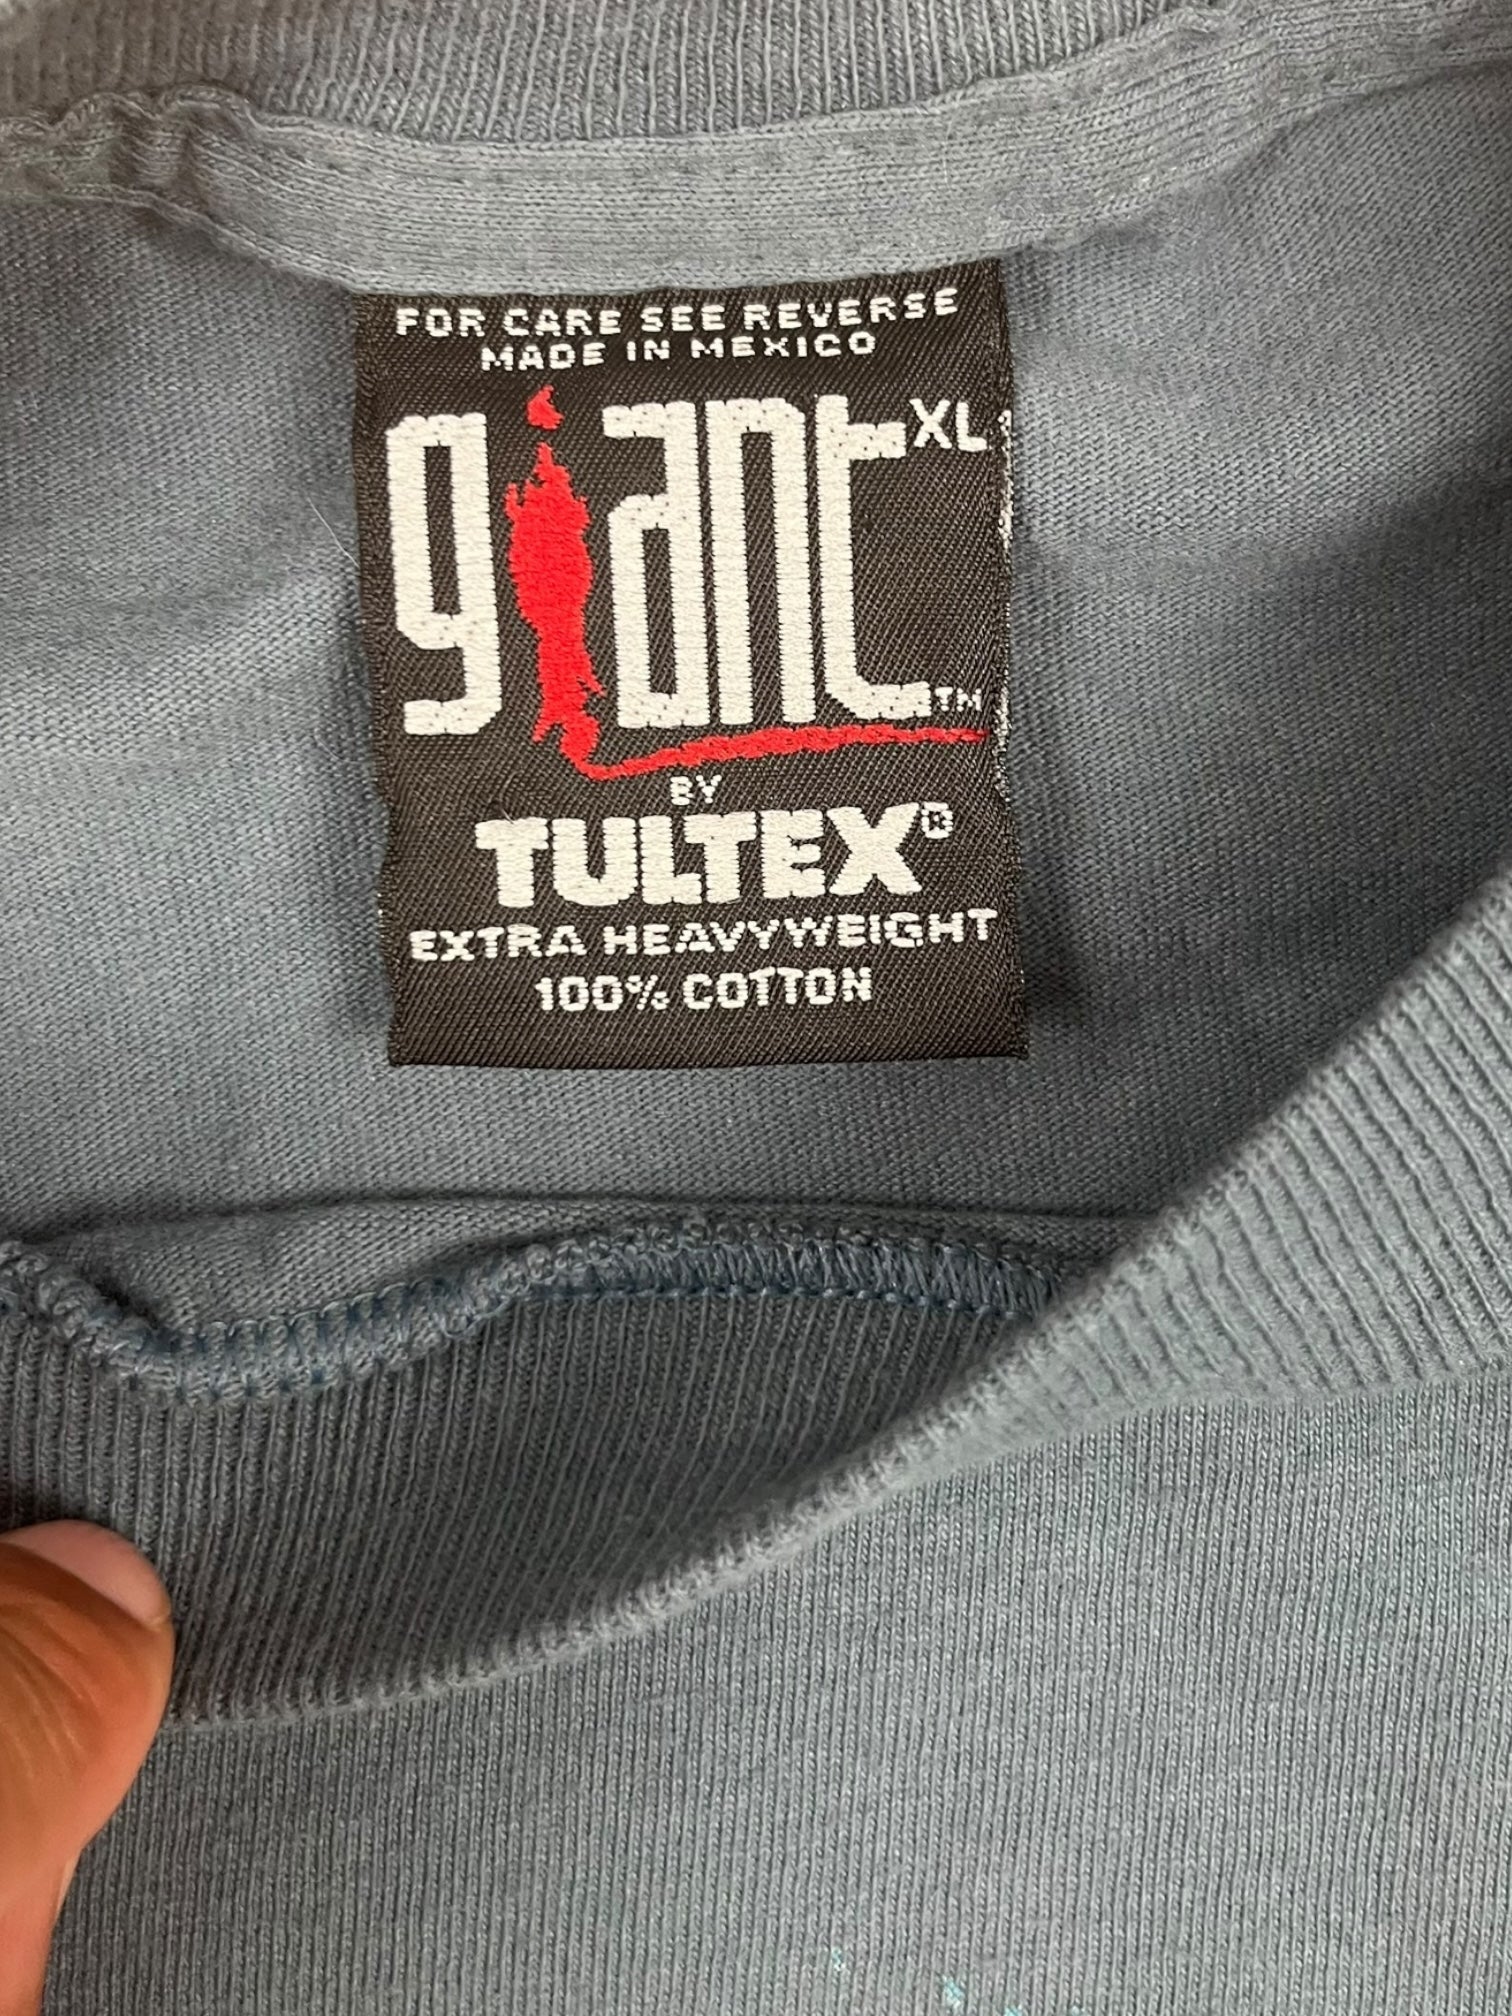 FOR CARE SEE REVERSE
MADE IN MEXICO
giant XL
TM
BY
TULTEX®
EXTRA HEAVYWEIGHT
100% COTTON